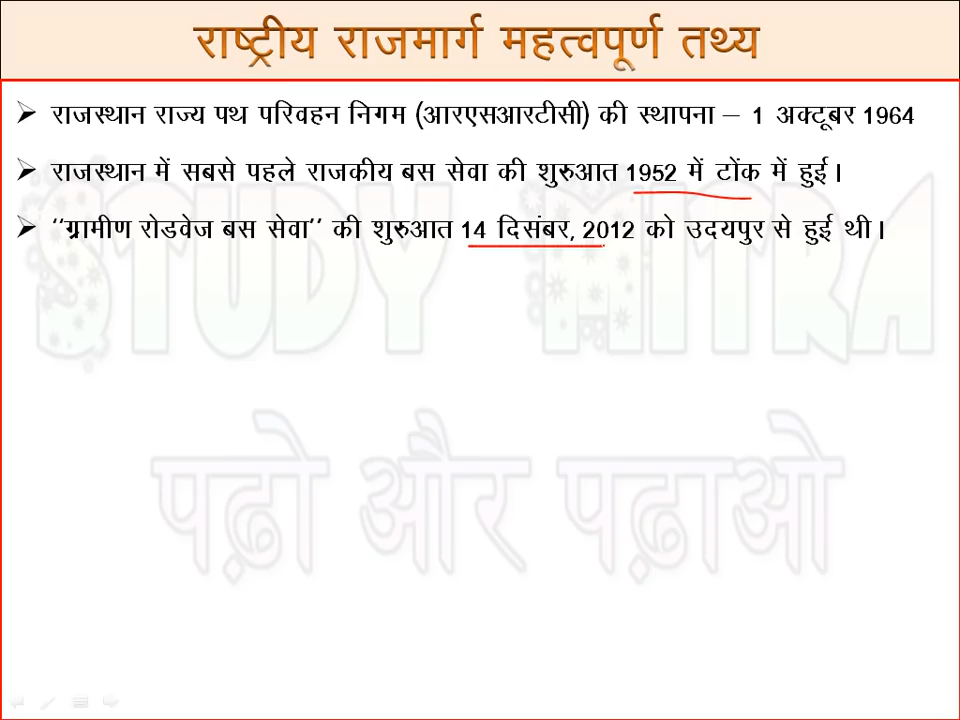 राष्ट्रीय राजमार्ग महत्वपूर्ण तथ्य
➢ राजस्थान राज्य पथ परिवहन निगम (आरएसआरटीसी) की स्थापना – 1 अक्टूबर 1964
➢ राजस्थान में सबसे पहले राजकीय बस सेवा की शुरुआत 1952 में टोंक में हुई।
➢ ‘‘ग्रामीण रोडवेज बस सेवा’’ की शुरुआत 14 दिसंबर, 2012 को उदयपुर से हुई थी।
STUDY MITRA
पढ़ो और पढ़ाओ